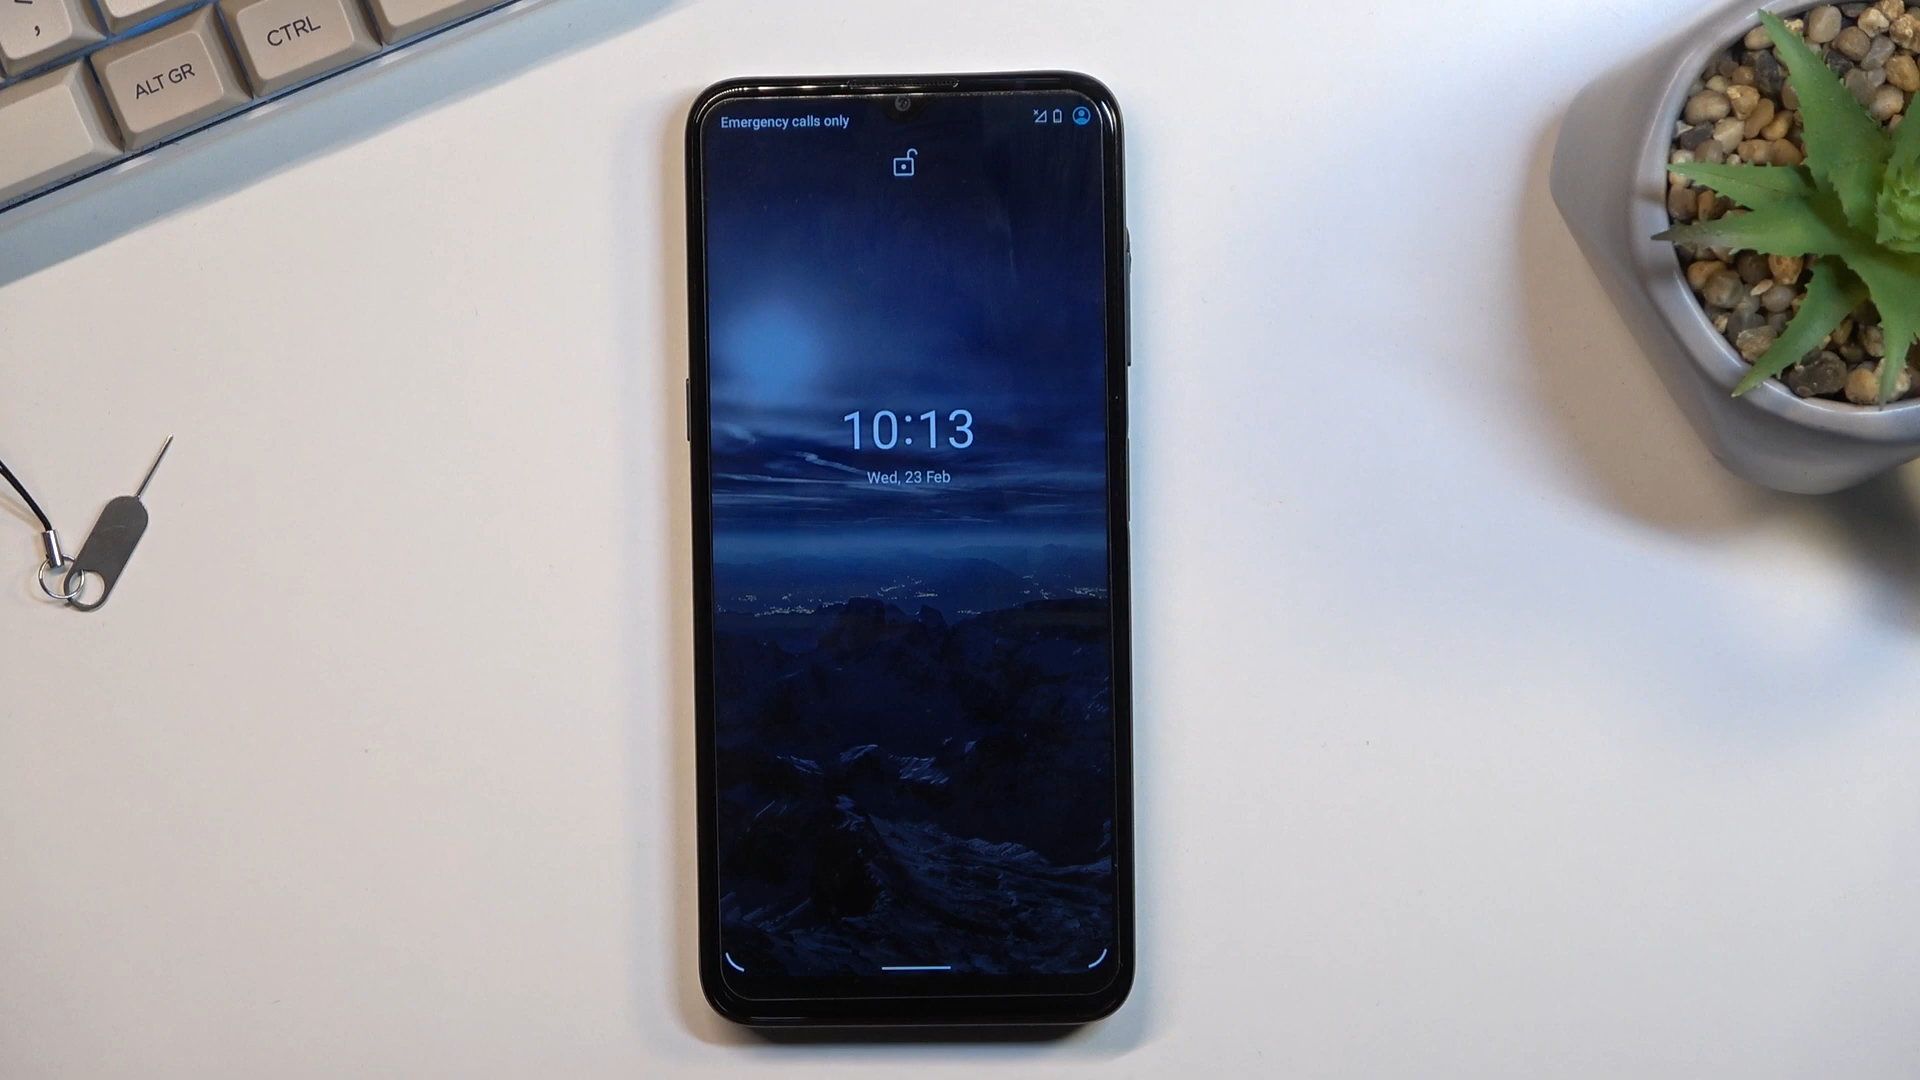 ;
ALT GR
CTRL
Emergency calls only
10:13
Wed, 23 Feb